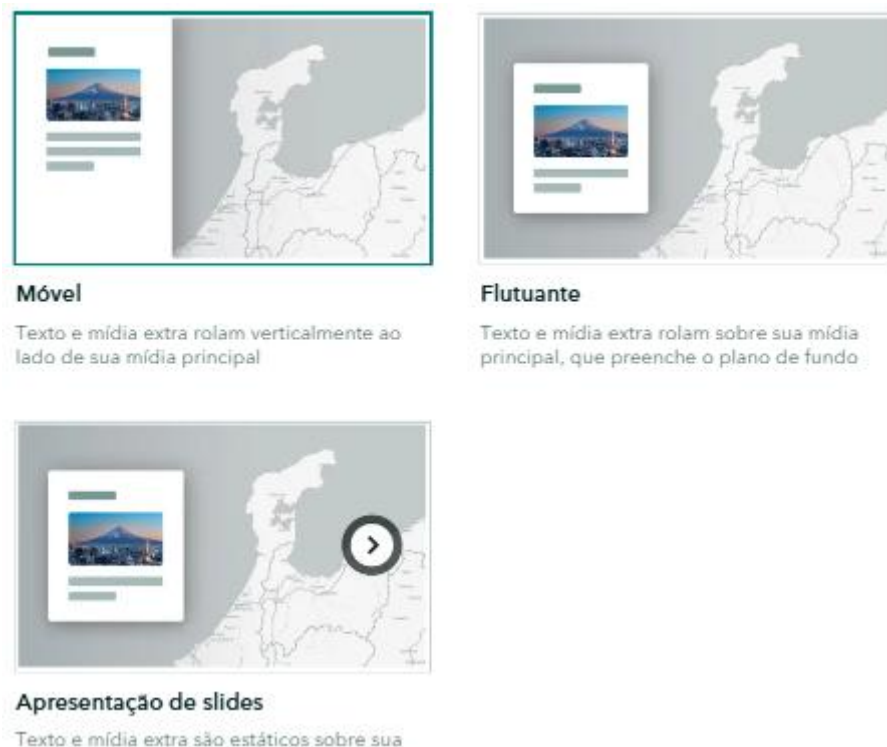 Móvel
Texto e mídia extra rolam verticalmente ao
lado de sua mídia principal
Flutuante
Texto e mídia extra rolam sobre sua mídia
principal, que preenche o plano de fundo
Apresentação de slides
Texto e mídia extra são estáticos sobre sua